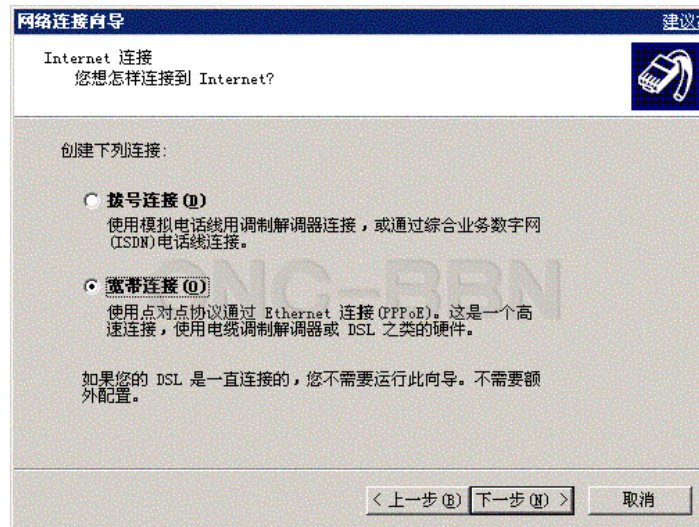 网络连接向导
建议
Internet 连接
您想怎样连接到 Internet?
创建下列连接:
拨号连接(D)
使用模拟电话线用调制解调器连接，或通过综合业务数字网
(ISDN)电话线连接。
宽带连接(O)
使用点对点协议通过 Ethernet 连接(PPPoE)。这是一个高
速连接，使用电缆调制解调器或 DSL 之类的硬件。
CNC-BBN
如果您的 DSL 是一直连接的，您不需要运行此向导。不需要额
外配置。
< 上一步(B)
下一步(N) >
取消